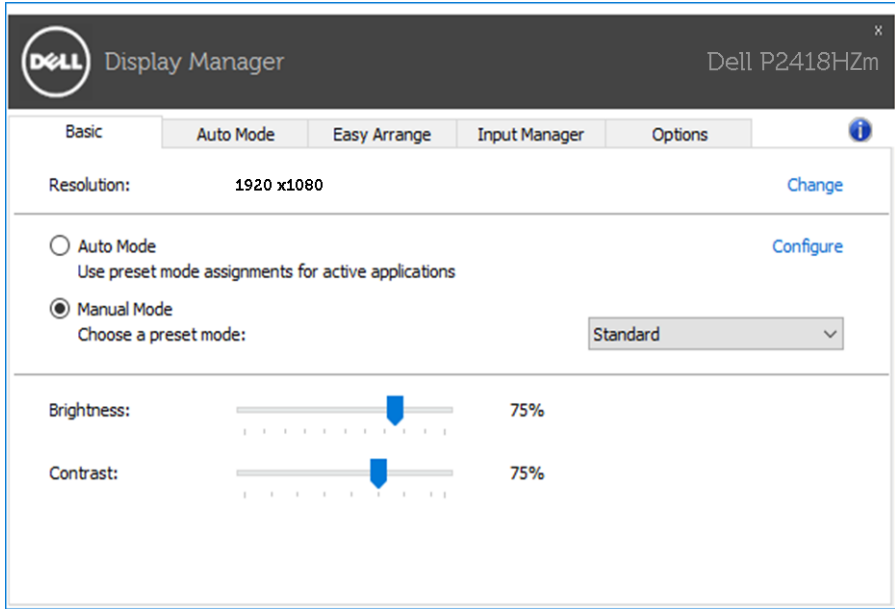 DELL
Display Manager
Dell P2418HZm
x
Basic
Auto Mode
Easy Arrange
Input Manager
Options
i
Resolution:
1920 x1080
Change
Auto Mode
Configure
Use preset mode assignments for active applications
Manual Mode
Choose a preset mode:
Standard
Brightness:
75%
Contrast:
75%